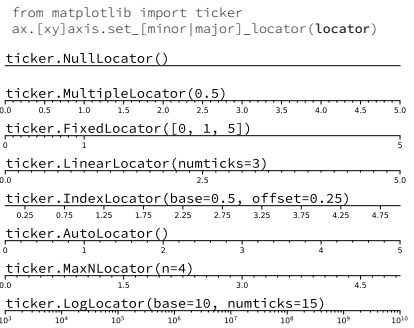 from matplotlib import ticker
ax.[xy]axis.set_[minor|major]_locator(locator)
ticker.NullLocator()
ticker.MultipleLocator(0.5)
0.0 0.5 1.0 1.5 2.0 2.5 3.0 3.5 4.0 4.5 5.0
ticker.FixedLocator([0, 1, 5])
0 1 5
ticker.LinearLocator(numticks=3)
0.0 2.5 5.0
ticker.IndexLocator(base=0.5, offset=0.25)
0.25 0.75 1.25 1.75 2.25 2.75 3.25 3.75 4.25 4.75
ticker.AutoLocator()
0 1 2 3 4 5
ticker.MaxNLocator(n=4)
0.0 1.5 3.0 4.5
ticker.LogLocator(base=10, numticks=15)
10³ 10⁴ 10⁵ 10⁶ 10⁷ 10⁸ 10⁹ 10¹⁰